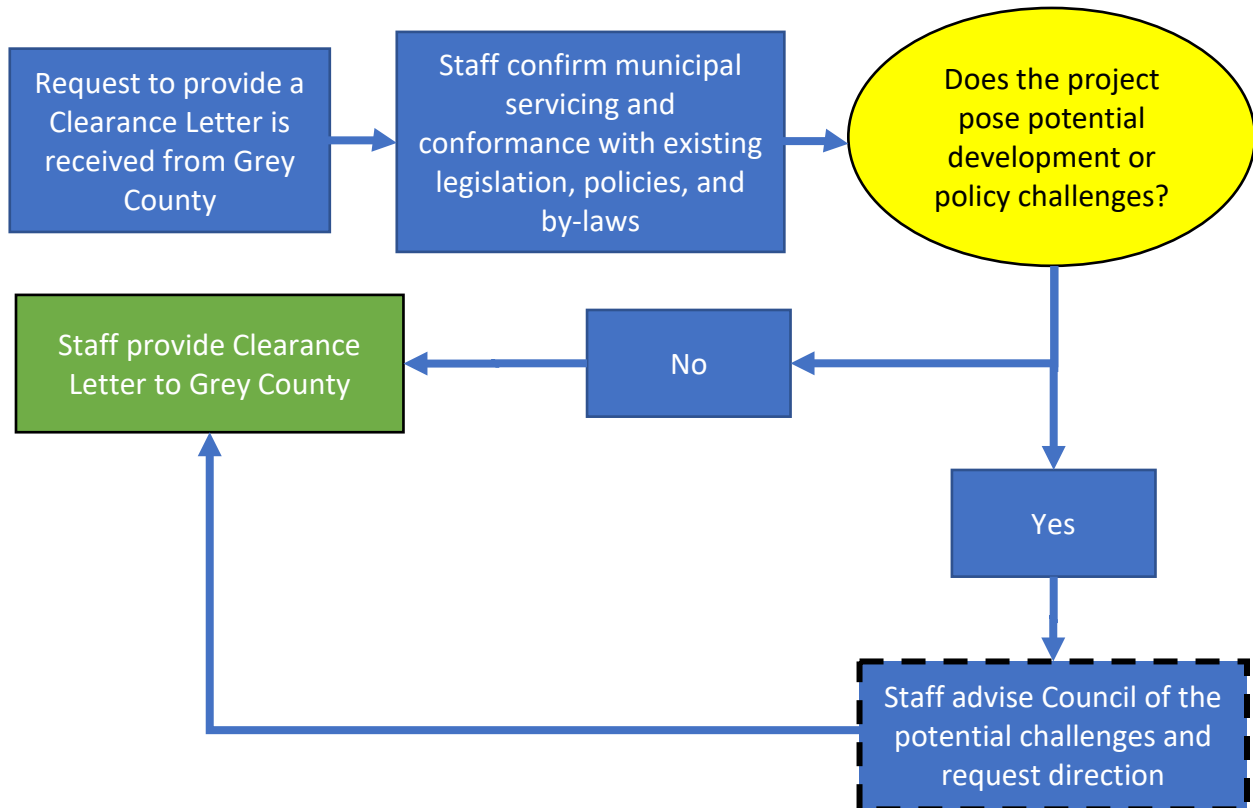 Request to provide a
Clearance Letter is
received from Grey
County
Staff confirm municipal
servicing and
conformance with existing
legislation, policies, and
by-laws
Does the project
pose potential
development or
policy challenges?
Staff provide Clearance
Letter to Grey County
No
Yes
Staff advise Council of the
potential challenges and
request direction